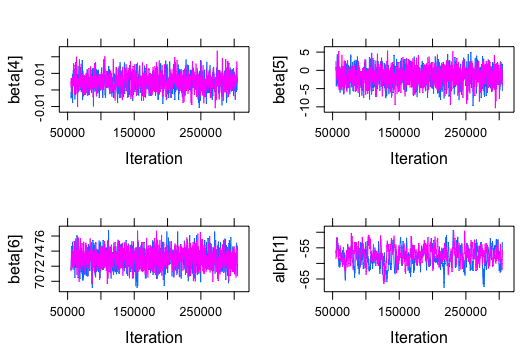 beta[4]
-0.01 0.01
50000 150000 250000
Iteration
beta[5]
-10 -5 0 5
50000 150000 250000
Iteration
beta[6]
70727476
50000 150000 250000
Iteration
alph[1]
-65 -55
50000 150000 250000
Iteration